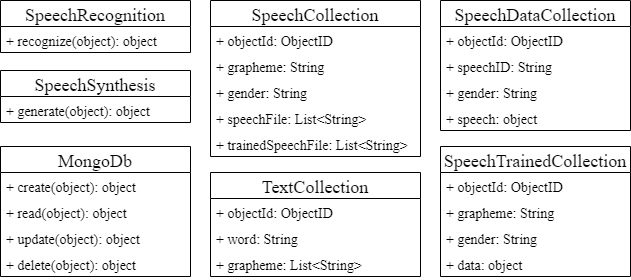 SpeechRecognition
+ recognize(object): object
SpeechSynthesis
+ generate(object): object
MongoDb
+ create(object): object
+ read(object): object
+ update(object): object
+ delete(object): object
SpeechCollection
+ objectId: ObjectID
+ grapheme: String
+ gender: String
+ speechFile: List<String>
+ trainedSpeechFile: List<String>
TextCollection
+ objectId: ObjectID
+ word: String
+ grapheme: List<String>
SpeechDataCollection
+ objectId: ObjectID
+ speechID: String
+ gender: String
+ speech: object
SpeechTrainedCollection
+ objectId: ObjectID
+ grapheme: String
+ gender: String
+ data: object